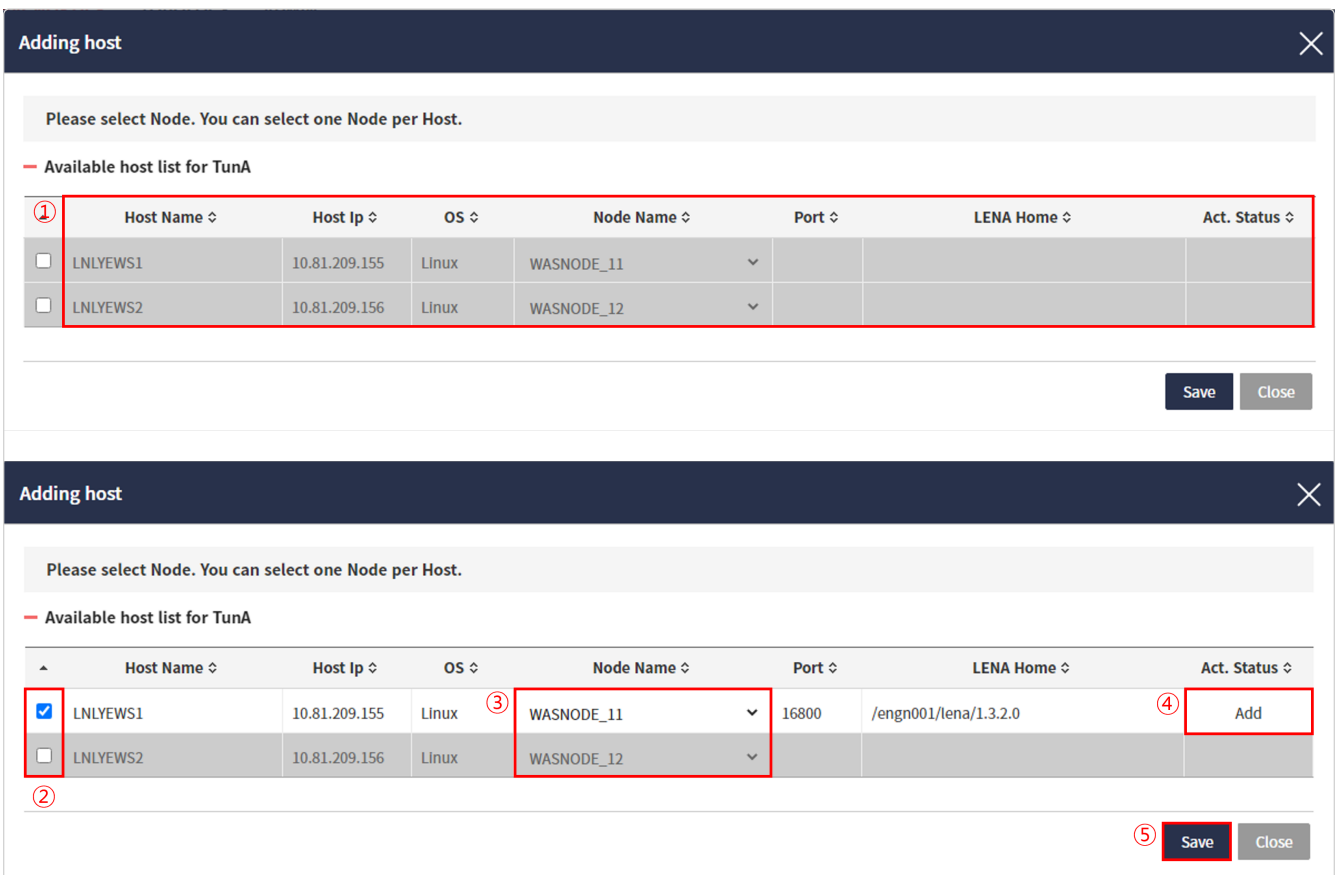 Adding host
Please select Node. You can select one Node per Host.
Available host list for TunA
① Host Name Host Ip OS Node Name Port LENA Home Act. Status
LNLYEWS1 10.81.209.155 Linux WASNODE_11
LNLYEWS2 10.81.209.156 Linux WASNODE_12
Save Close
Adding host
Please select Node. You can select one Node per Host.
Available host list for TunA
Host Name Host Ip OS Node Name Port LENA Home Act. Status
LNLYEWS1 10.81.209.155 Linux ③ WASNODE_11 16800 /engn001/lena/1.3.2.0 ④ Add
LNLYEWS2 10.81.209.156 Linux WASNODE_12
②
⑤ Save Close